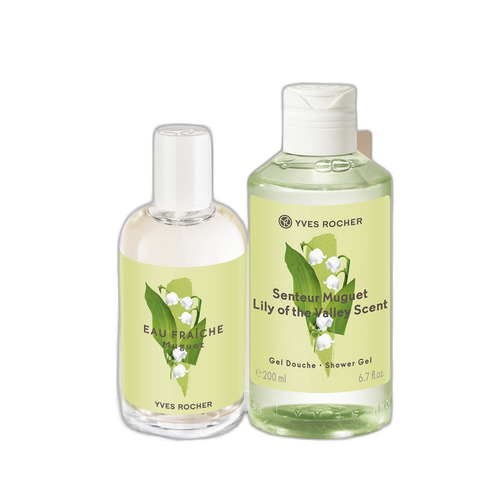 EAU FRAÎCHE
Muguet
YVES ROCHER
YVES ROCHER
Senteur Muguet
Lily of the Valley Scent
Gel Douche • Shower Gel
℮ 200 ml 6.7 fl.oz.